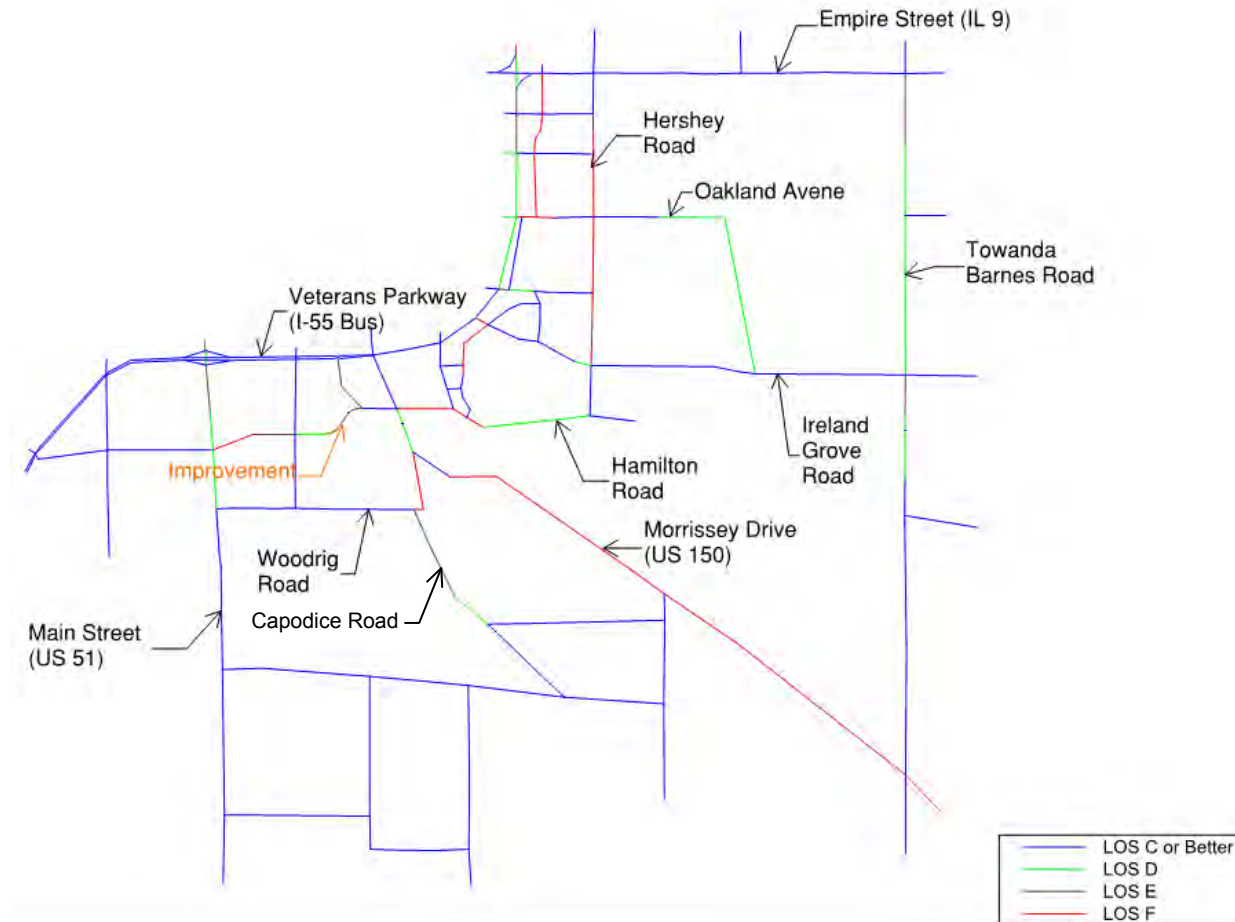 Empire Street (IL 9)
Hershey
Road
Oakland Avene
Towanda
Barnes Road
Veterans Parkway
(I-55 Bus)
Improvement
Hamilton
Road
Ireland
Grove
Road
Woodrig
Road
Morrissey Drive
(US 150)
Capodice Road
Main Street
(US 51)
LOS C or Better
LOS D
LOS E
LOS F